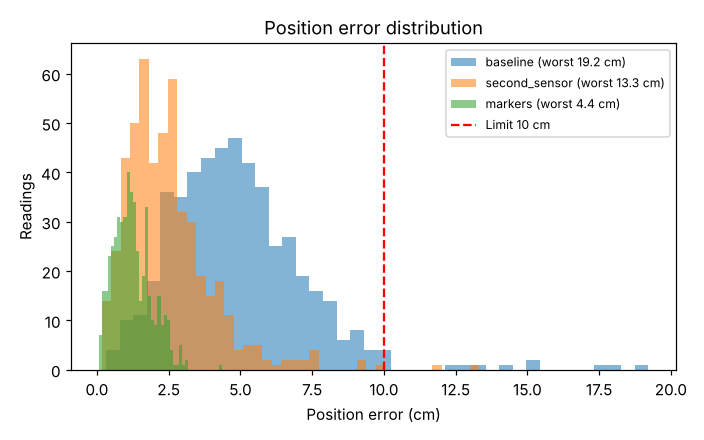 Position error distribution
baseline (worst 19.2 cm)
second_sensor (worst 13.3 cm)
markers (worst 4.4 cm)
Limit 10 cm
Readings
60
50
40
30
20
10
0
0.0 2.5 5.0 7.5 10.0 12.5 15.0 17.5 20.0
Position error (cm)